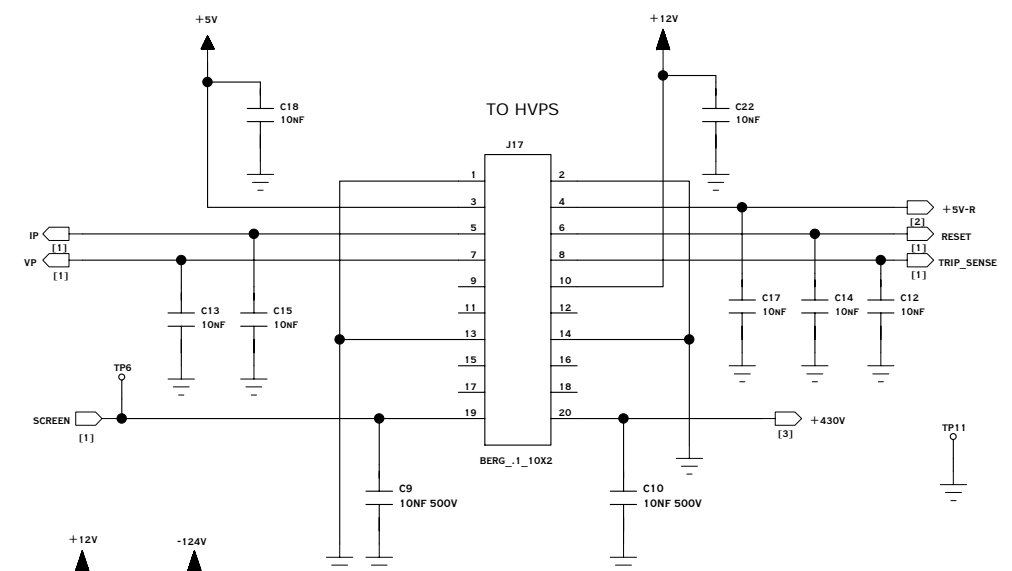 +5V
+12V
C18
10NF
C22
10NF
TO HVPS
J17
1
2
3
4
+5V-R
[2]
IP
[1]
5
6
RESET
[1]
VP
[1]
7
8
TRIP_SENSE
[1]
9
10
C13
10NF
C15
10NF
11
12
C17
10NF
C14
10NF
C12
10NF
13
14
15
16
TP6
17
18
SCREEN
[1]
19
20
+430V
[3]
TP11
BERG_.1_10X2
C9
10NF 500V
C10
10NF 500V
+12V
-124V